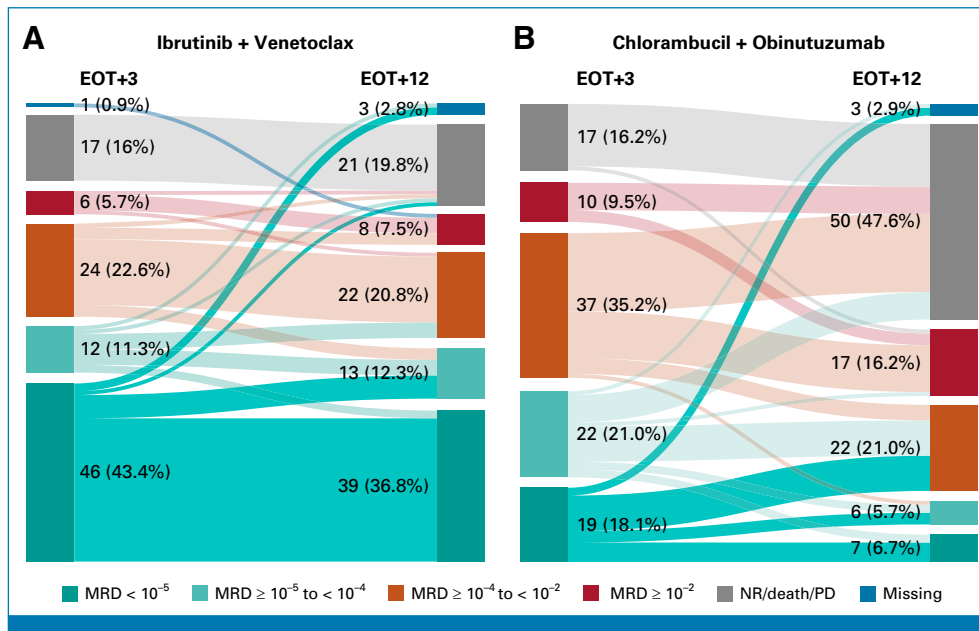 A
Ibrutinib + Venetoclax
EOT+3
EOT+12
1 (0.9%)
3 (2.8%)
17 (16%)
21 (19.8%)
6 (5.7%)
8 (7.5%)
24 (22.6%)
22 (20.8%)
12 (11.3%)
13 (12.3%)
46 (43.4%)
39 (36.8%)
B
Chlorambucil + Obinutuzumab
EOT+3
EOT+12
3 (2.9%)
17 (16.2%)
10 (9.5%)
50 (47.6%)
37 (35.2%)
17 (16.2%)
22 (21.0%)
22 (21.0%)
19 (18.1%)
6 (5.7%)
7 (6.7%)
MRD < 10⁻⁵
MRD ≥ 10⁻⁵ to < 10⁻⁴
MRD ≥ 10⁻⁴ to < 10⁻²
MRD ≥ 10⁻²
NR/death/PD
Missing